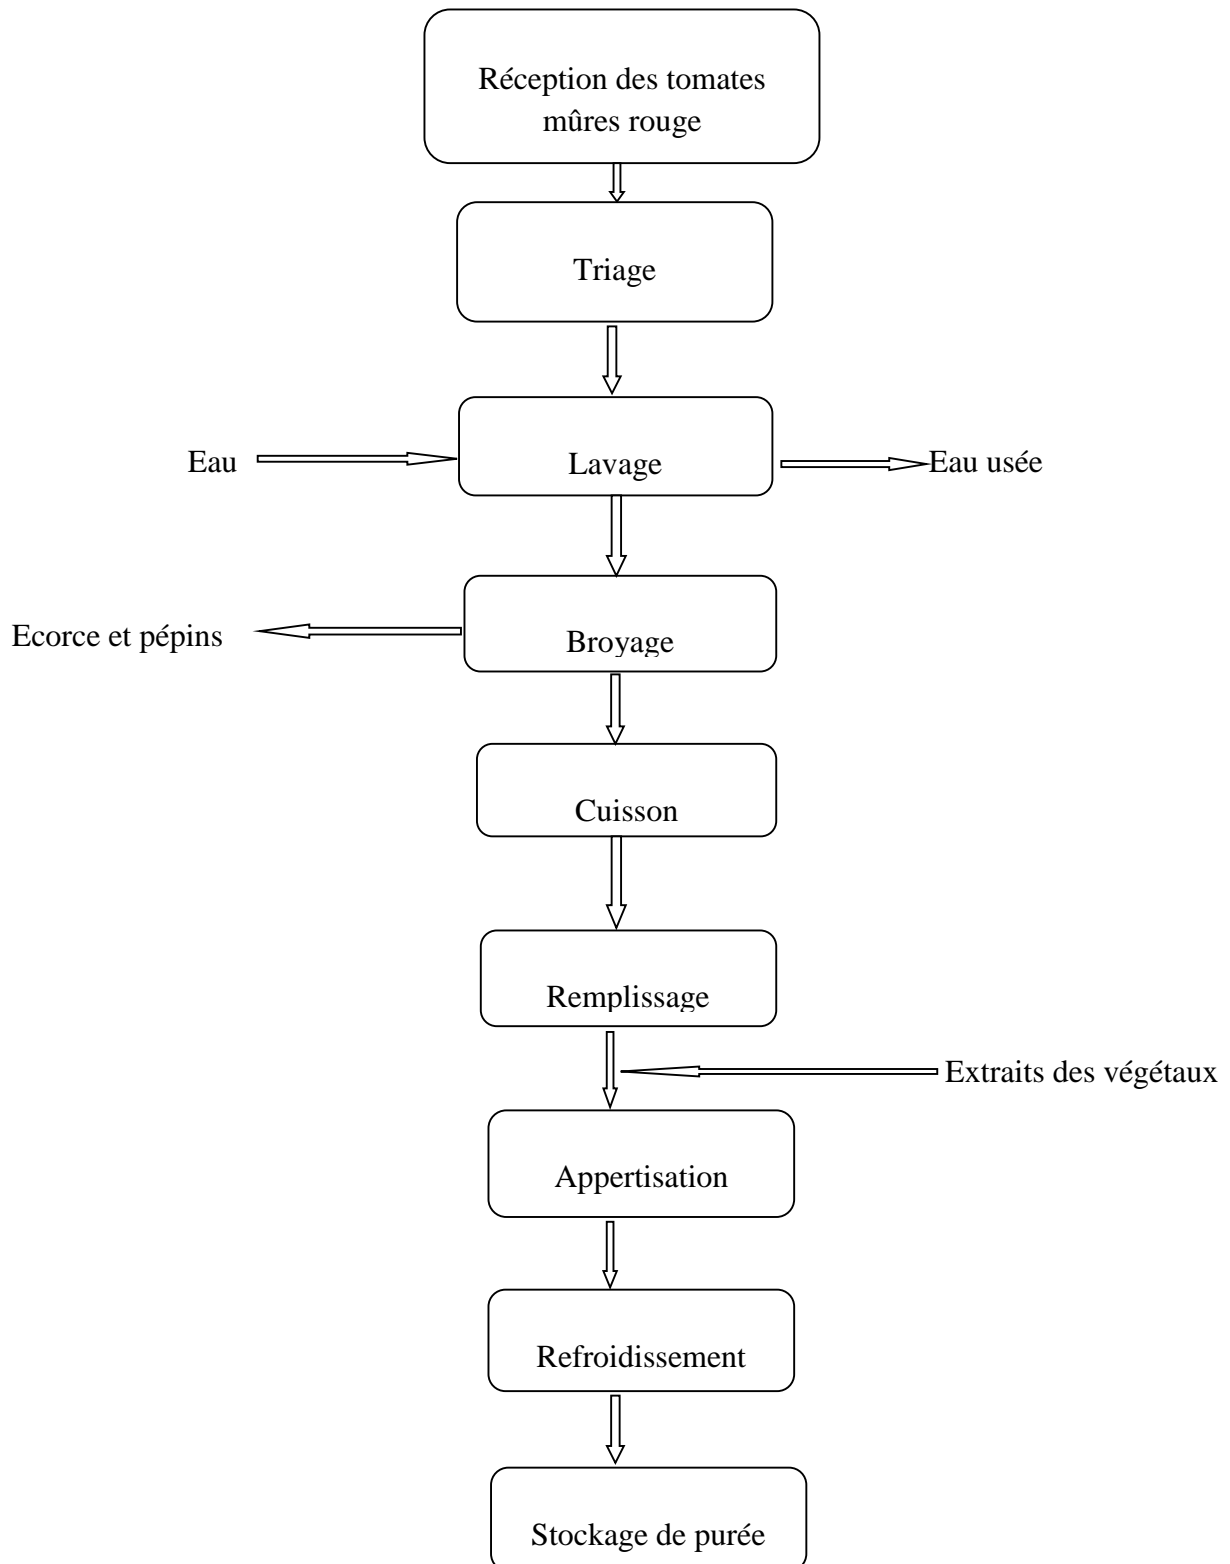 Réception des tomates
mûres rouge
Triage
Eau
Lavage
Eau usée
Ecorce et pépins
Broyage
Cuisson
Remplissage
Extraits des végétaux
Appertisation
Refroidissement
Stockage de purée